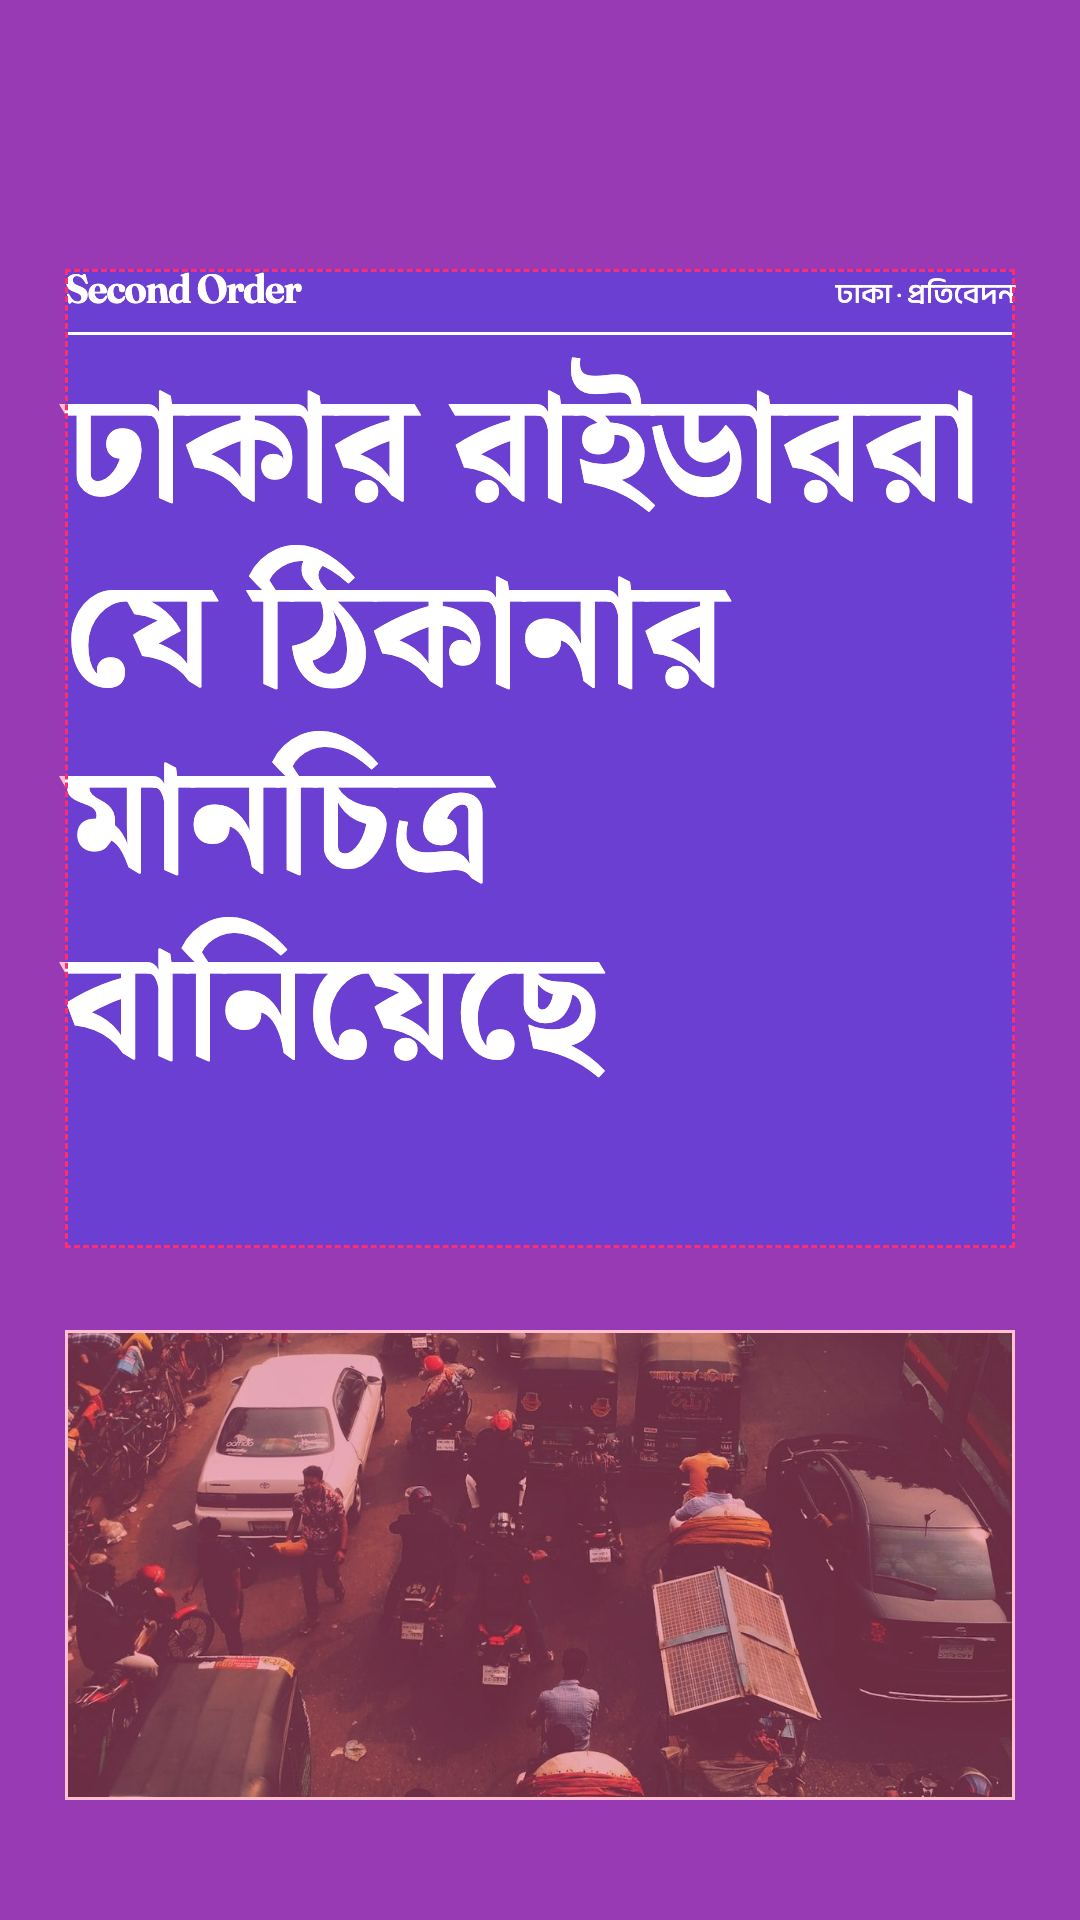 Second Order
ঢাকা · প্রতিবেদন
ঢাকার রাইডাররা
যে ঠিকানার
মানচিত্র
বানিয়েছে